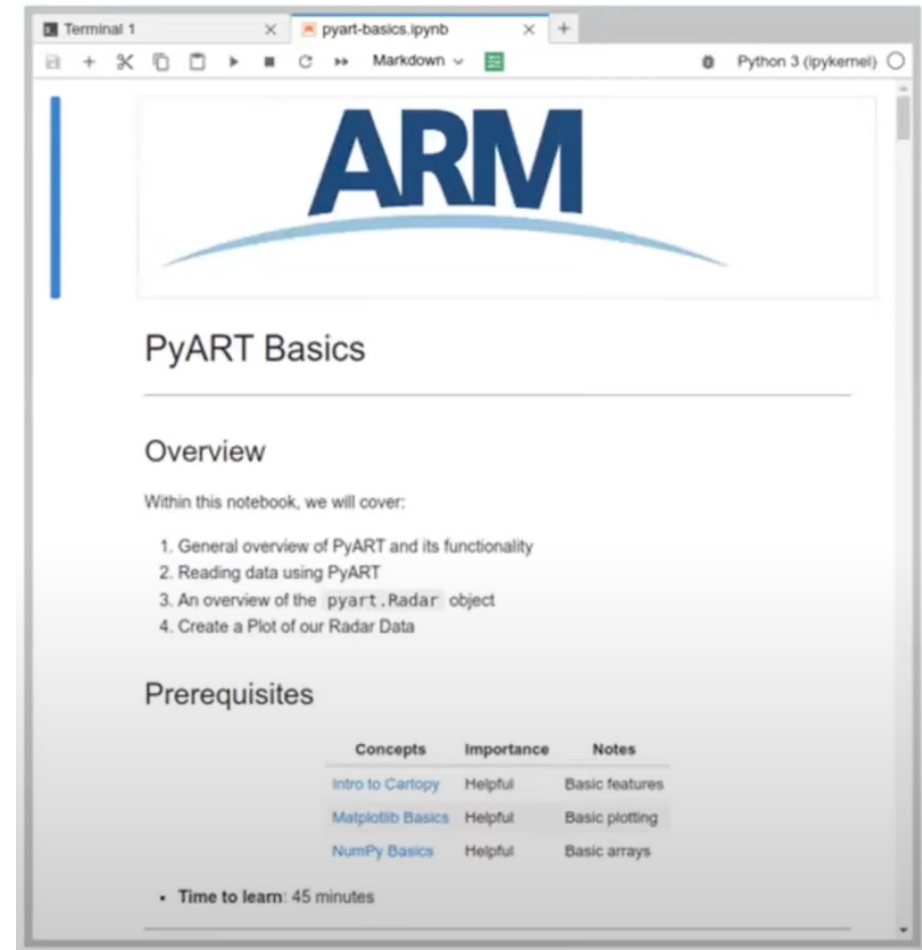 Terminal 1
pyart-basics.ipynb
Markdown
Python 3 (ipykernel)
ARM
PyART Basics
Overview
Within this notebook, we will cover:
1. General overview of PyART and its functionality
2. Reading data using PyART
3. An overview of the pyart.Radar object
4. Create a Plot of our Radar Data
Prerequisites
Concepts Importance Notes
Intro to Cartopy Helpful Basic features
Matplotlib Basics Helpful Basic plotting
NumPy Basics Helpful Basic arrays
• Time to learn: 45 minutes